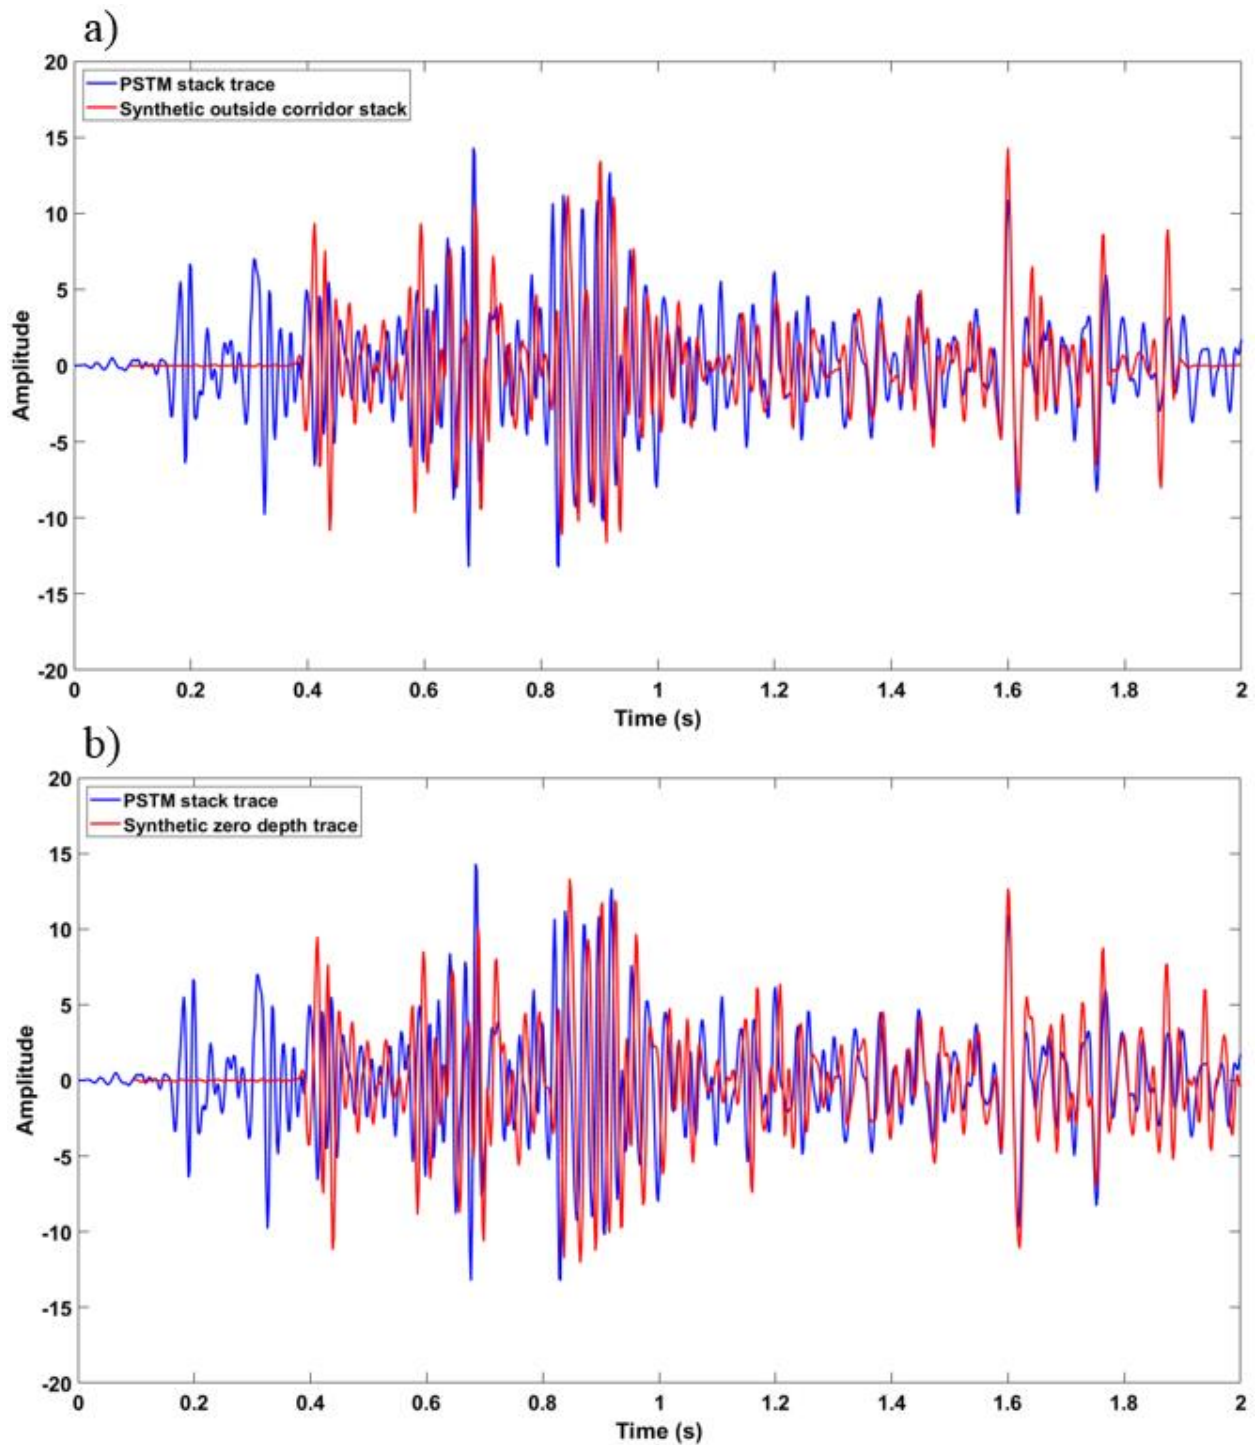 a)
20
PSTM stack trace
Synthetic outside corridor stack
15
10
5
0
-5
-10
-15
-20
Amplitude
0 0.2 0.4 0.6 0.8 1 1.2 1.4 1.6 1.8 2
Time (s)
b)
20
PSTM stack trace
Synthetic zero depth trace
15
10
5
0
-5
-10
-15
-20
Amplitude
0 0.2 0.4 0.6 0.8 1 1.2 1.4 1.6 1.8 2
Time (s)